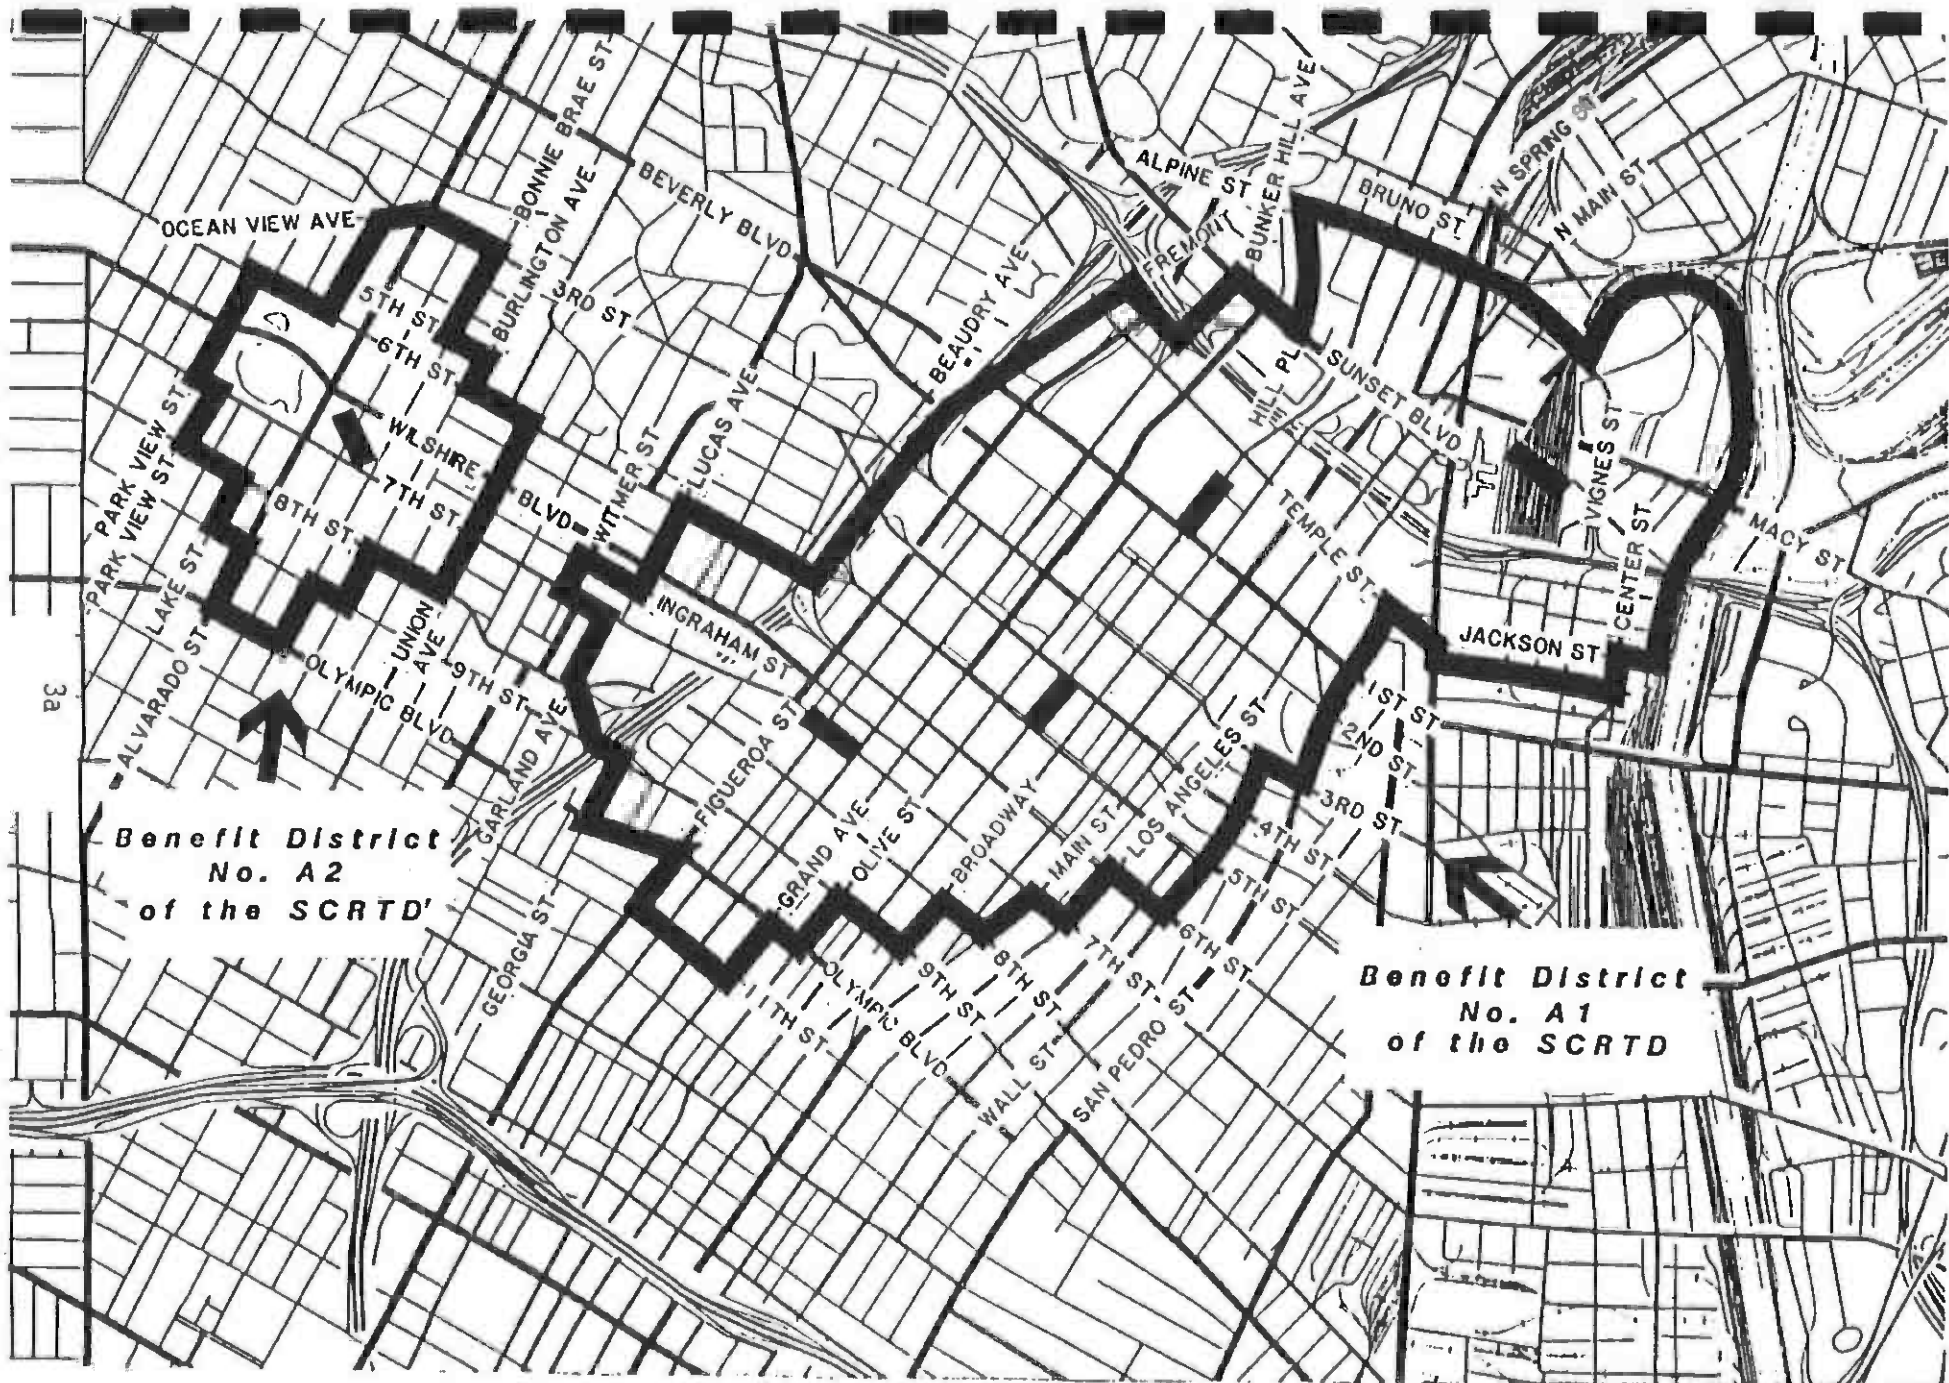 BONNIE BRAE ST
BURLINGTON AVE
BEVERLY BLVD
OCEAN VIEW AVE
ALPINE ST
BUNKER HILL AVE
FREMONT
BRUNO ST
N SPRING ST
N MAIN ST
3RD ST
5TH ST
6TH ST
BEAUDRY AVE
HILL PL
SUNSET BLVD
WILSHIRE
BLVD
7TH ST
8TH ST
WITMER ST
LUCAS AVE
VIGNES ST
CENTER ST
MACY ST
TEMPLE ST
JACKSON ST
PARK VIEW ST
PARK VIEW ST
LAKE ST
ALVARADO ST
UNION
AVE
9TH ST
OLYMPIC BLVD
INGRAHAM ST
GARLAND AVE
FIGUEROA ST
GEORGIA ST
GRAND AVE
OLIVE ST
BROADWAY
MAIN ST
LOS ANGELES ST
1 ST ST
2ND ST
3RD ST
4TH ST
5TH ST
6TH ST
7TH ST
8TH ST
9TH ST
OLYMPIC BLVD
11TH ST
WALL ST
SAN PEDRO ST
3a
Benefit District
No. A2
of the SCRTD'
Benefit District
No. A1
of the SCRTD